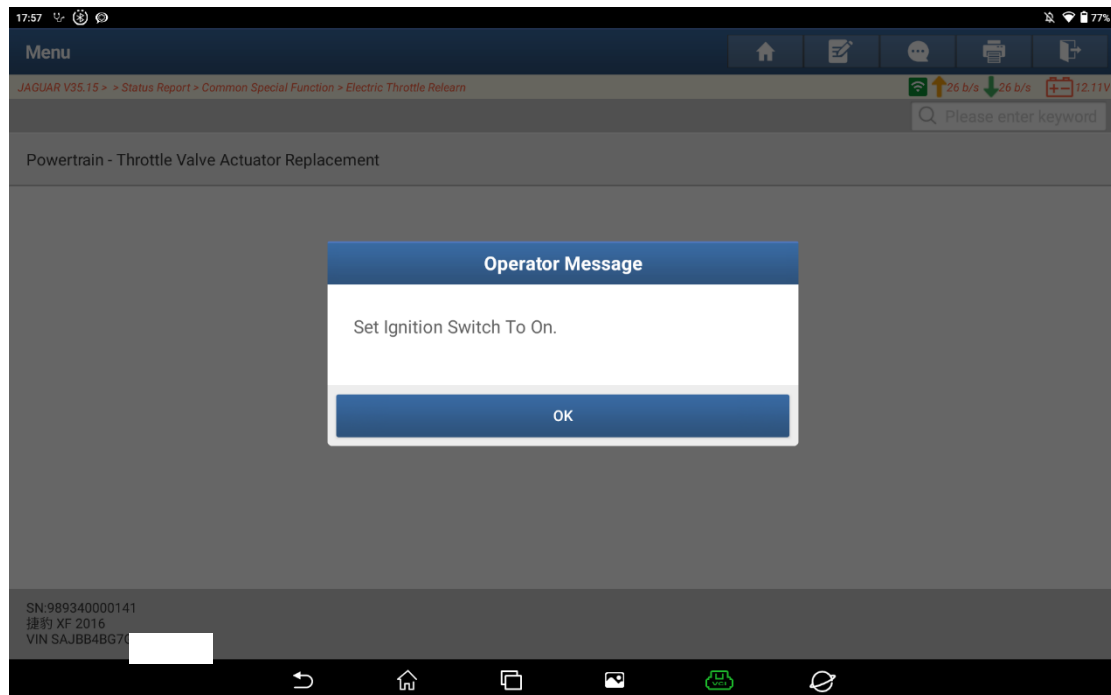 17:57
77%
Menu
JAGUAR V35.15 > > Status Report > Common Special Function > Electric Throttle Relearn
26 b/s 26 b/s 12.11V
Please enter keyword
Powertrain - Throttle Valve Actuator Replacement
Operator Message
Set Ignition Switch To On.
OK
SN:989340000141
捷豹 XF 2016
VIN SAJBB4BG7
VCI